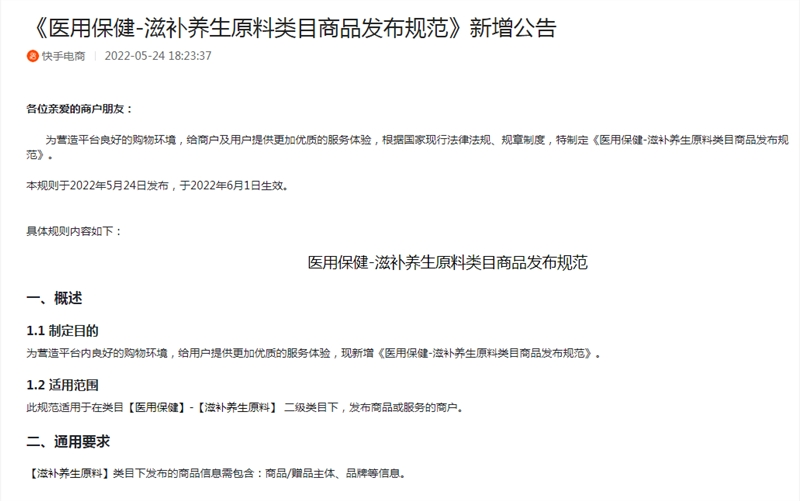 《医用保健-滋补养生原料类目商品发布规范》新增公告
快手电商 2022-05-24 18:23:37
各位亲爱的商户朋友：
为营造平台良好的购物环境，给商户及用户提供更加优质的服务体验，根据国家现行法律法规、规章制度，特制定《医用保健-滋补养生原料类目商品发布规
范》。
本规则于2022年5月24日发布，于2022年6月1日生效。
具体规则内容如下：
医用保健-滋补养生原料类目商品发布规范
一、概述
1.1 制定目的
为营造平台内良好的购物环境，给用户提供更加优质的服务体验，现新增《医用保健-滋补养生原料类目商品发布规范》。
1.2 适用范围
此规范适用于在类目【医用保健】-【滋补养生原料】 二级类目下，发布商品或服务的商户。
二、通用要求
【滋补养生原料】类目下发布的商品信息需包含：商品/赠品主体、品牌等信息。